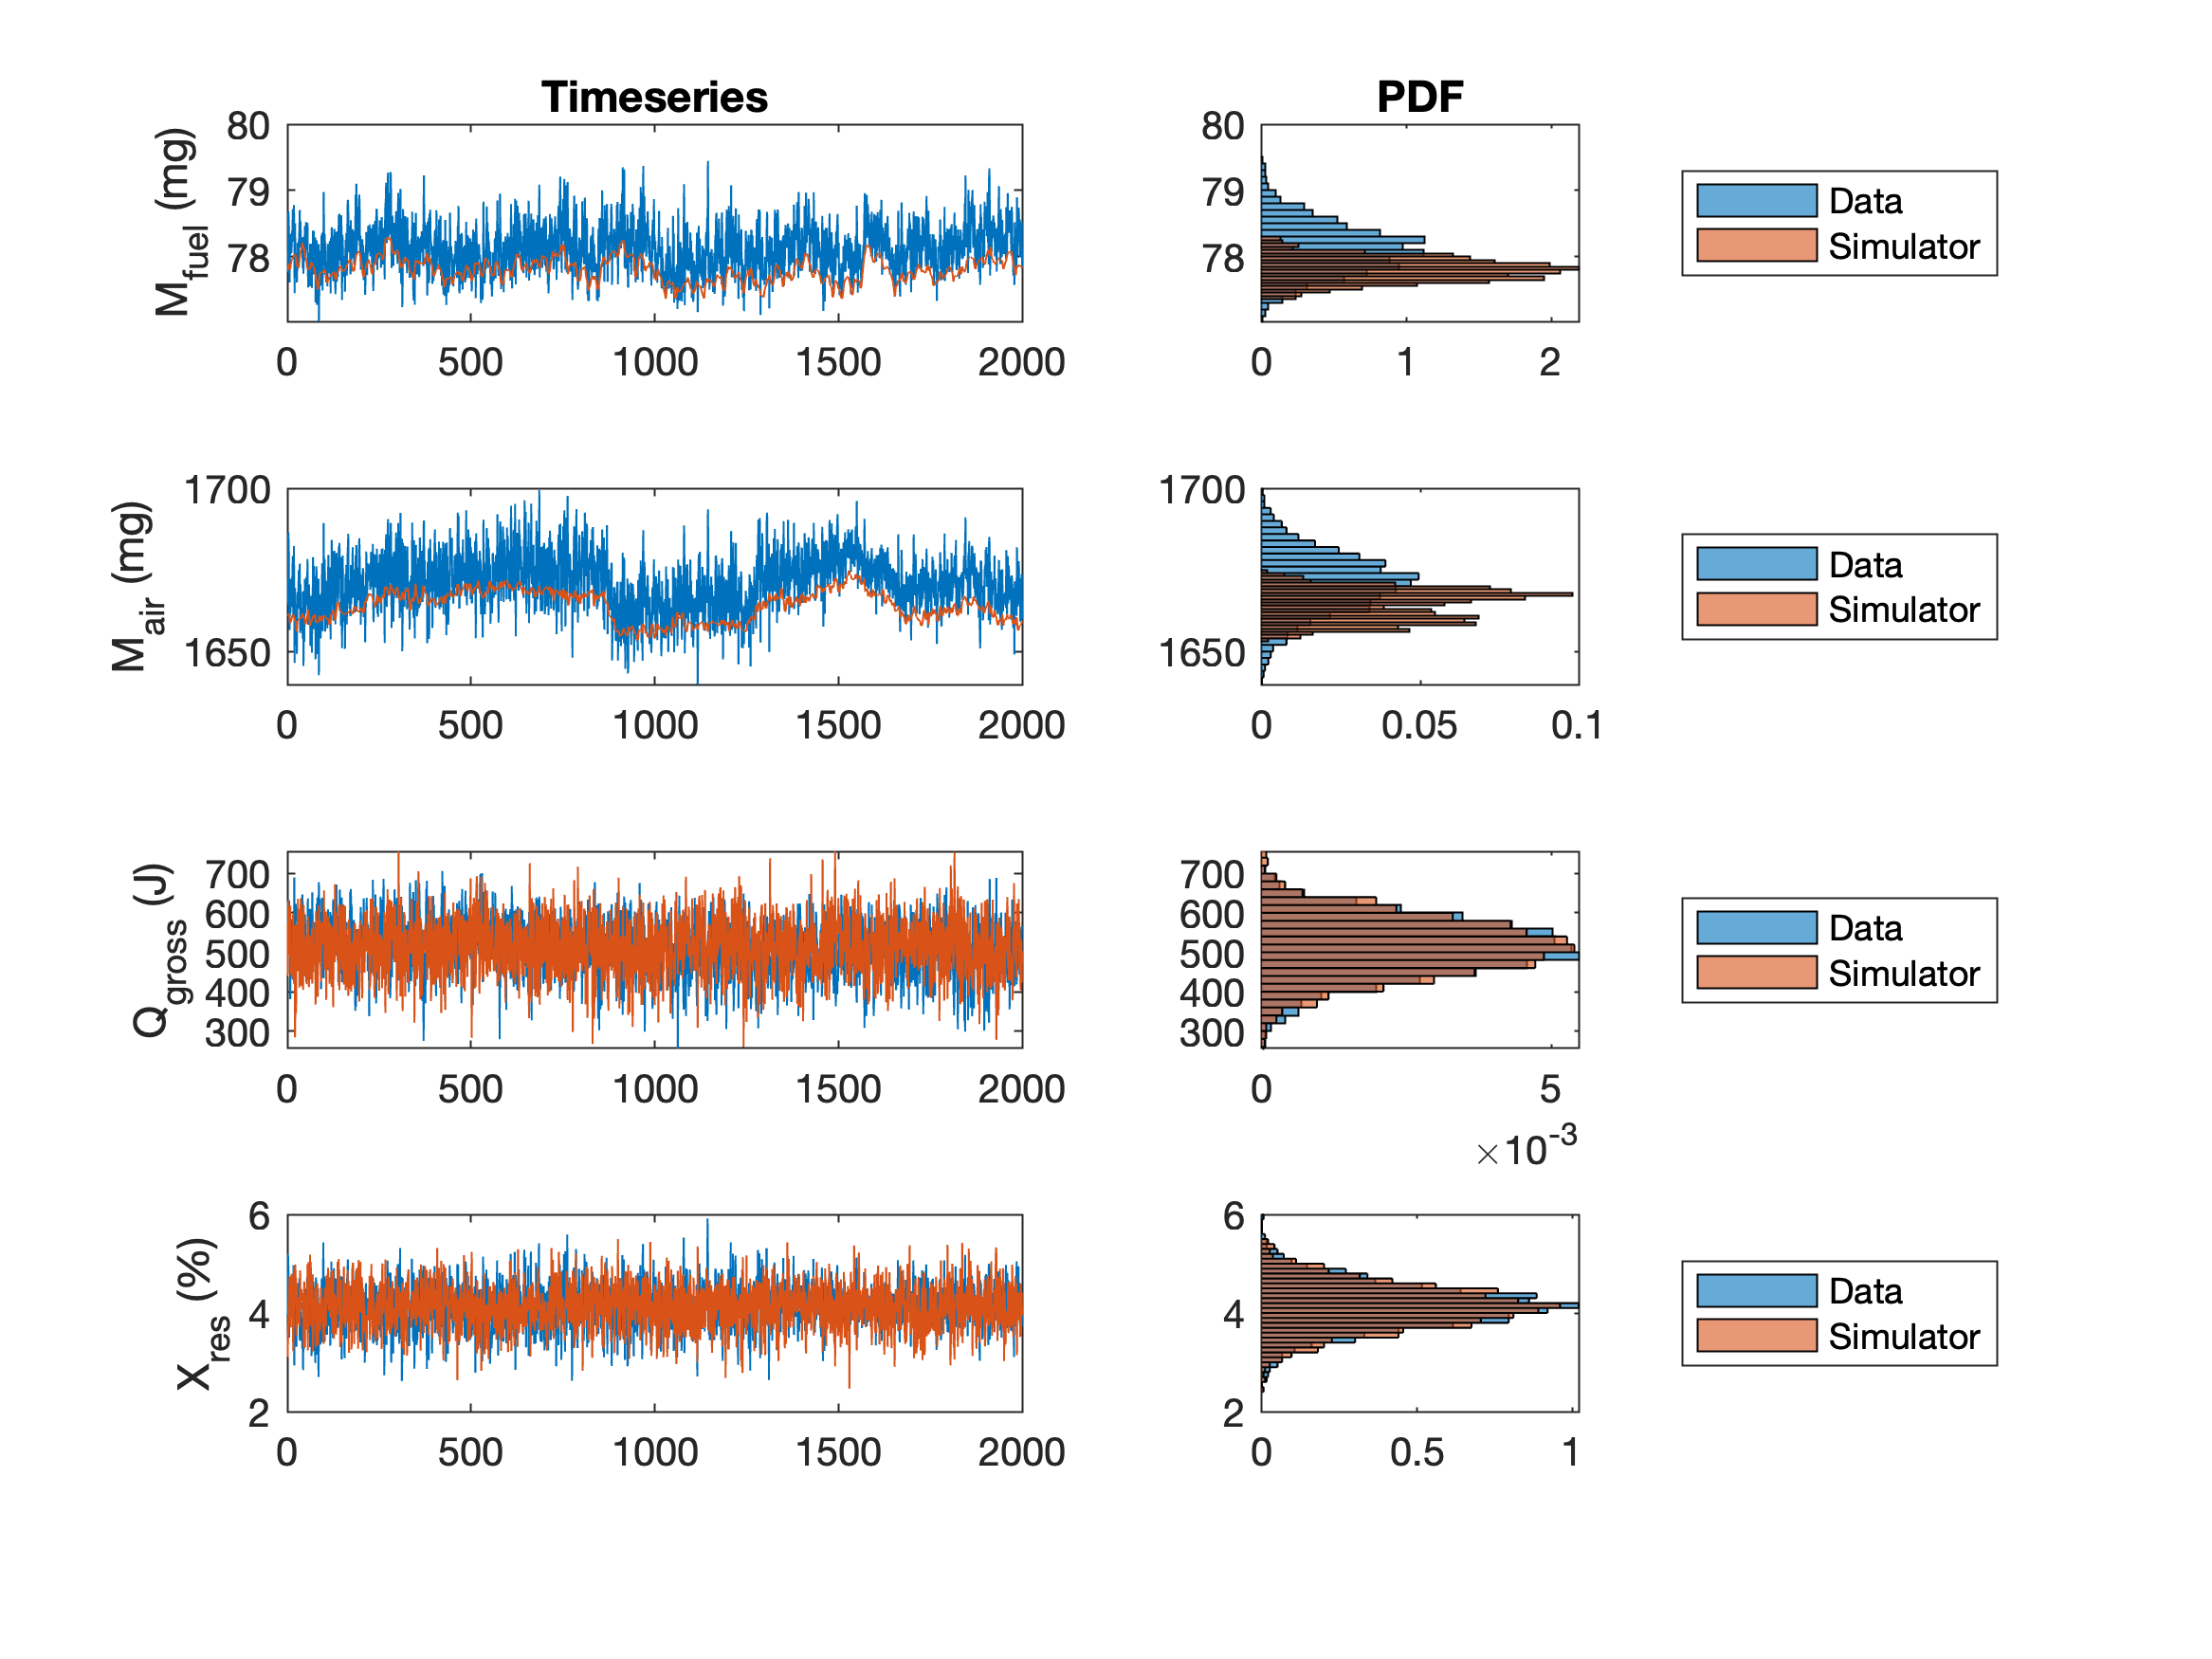 Timeseries
PDF
M_fuel (mg)
80
79
78
0 500 1000 1500 2000
80
79
78
0 1 2
Data
Simulator
M_air (mg)
1700
1650
0 500 1000 1500 2000
1700
1650
0 0.05 0.1
Data
Simulator
Q_gross (J)
700
600
500
400
300
0 500 1000 1500 2000
700
600
500
400
300
0 5
×10^-3
Data
Simulator
X_res (%)
6
4
2
0 500 1000 1500 2000
6
4
2
0 0.5 1
Data
Simulator